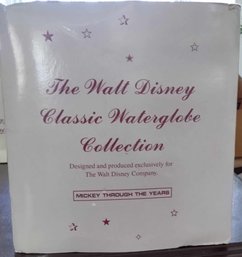 The Walt Disney
Classic Waterglobe
Collection
Designed and produced exclusively for
The Walt Disney Company.
MICKEY THROUGH THE YEARS